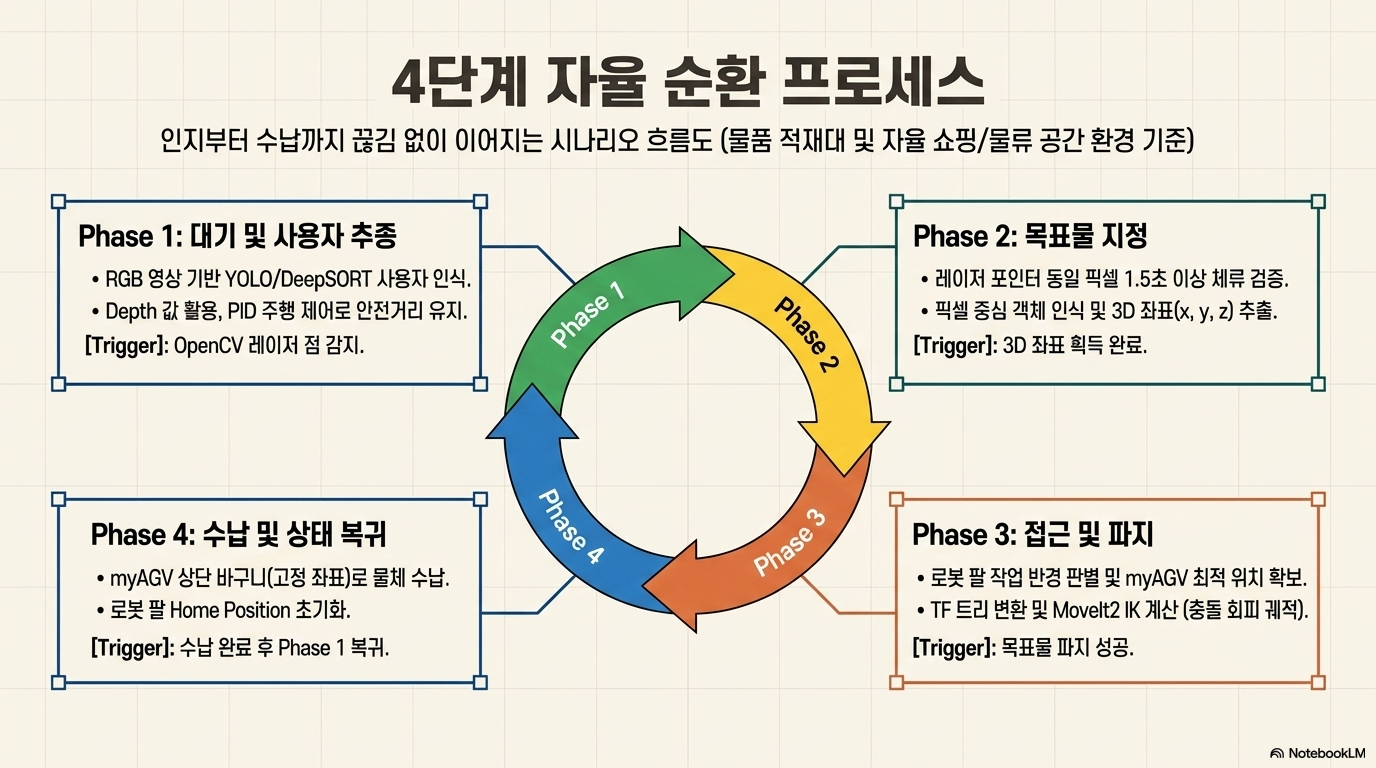 4단계 자율 순환 프로세스
인지부터 수납까지 끊김 없이 이어지는 시나리오 흐름도 (물품 적재대 및 자율 쇼핑/물류 공간 환경 기준)
Phase 1: 대기 및 사용자 추종
• RGB 영상 기반 YOLO/DeepSORT 사용자 인식.
• Depth 값 활용, PID 주행 제어로 안전거리 유지.
[Trigger]: OpenCV 레이저 점 감지.
Phase 2: 목표물 지정
• 레이저 포인터 동일 픽셀 1.5초 이상 체류 검증.
• 픽셀 중심 객체 인식 및 3D 좌표(x, y, z) 추출.
[Trigger]: 3D 좌표 획득 완료.
Phase 1
Phase 2
Phase 3
Phase 4
Phase 4: 수납 및 상태 복귀
• myAGV 상단 바구니(고정 좌표)로 물체 수납.
• 로봇 팔 Home Position 초기화.
[Trigger]: 수납 완료 후 Phase 1 복귀.
Phase 3: 접근 및 파지
• 로봇 팔 작업 반경 판별 및 myAGV 최적 위치 확보.
• TF 트리 변환 및 MoveIt2 IK 계산 (충돌 회피 궤적).
[Trigger]: 목표물 파지 성공.
NotebookLM